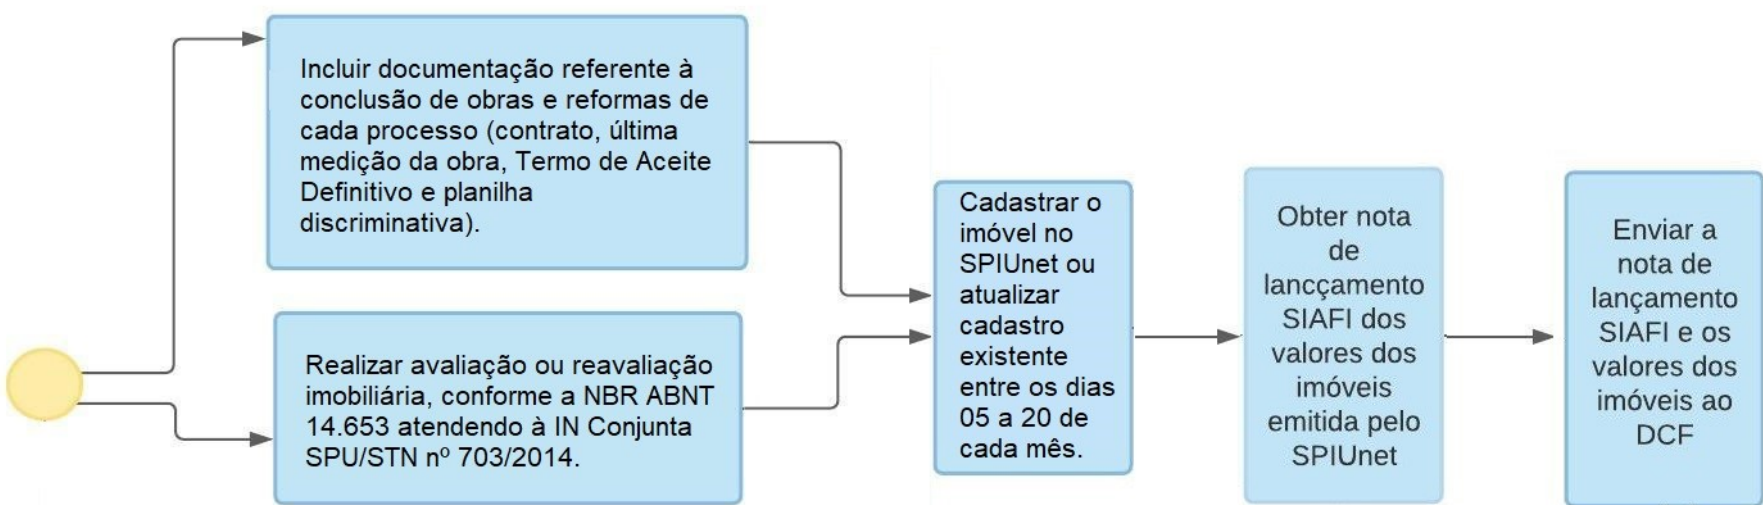 Incluir documentação referente à
conclusão de obras e reformas de
cada processo (contrato, última
medição da obra, Termo de Aceite
Definitivo e planilha
discriminativa).
Realizar avaliação ou reavaliação
imobiliária, conforme a NBR ABNT
14.653 atendendo à IN Conjunta
SPU/STN nº 703/2014.
Cadastrar o
imóvel no
SPIUnet ou
atualizar
cadastro
existente
entre os dias
05 a 20 de
cada mês.
Obter nota
de
lancçamento
SIAFI dos
valores dos
imóveis
emitida pelo
SPIUnet
Enviar a
nota de
lançamento
SIAFI e os
valores dos
imóveis ao
DCF